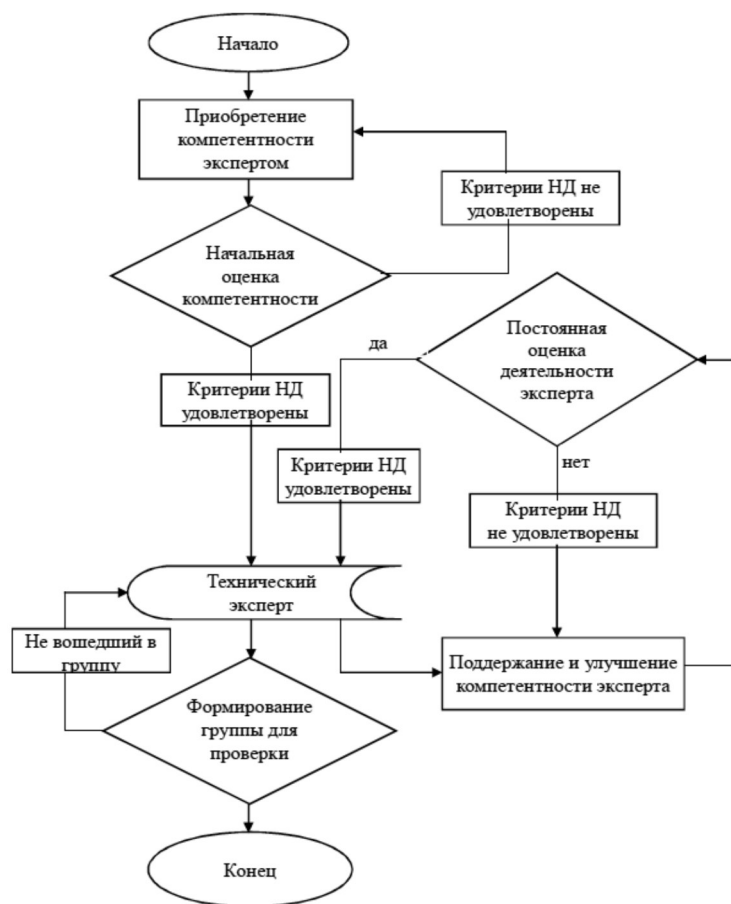 Начало
Приобретение
компетентности
экспертом
Критерии НД не
удовлетворены
Начальная
оценка
компетентности
Постоянная
оценка
деятельности
эксперта
да
Критерии НД
удовлетворены
Критерии НД
удовлетворены
нет
Критерии НД
не удовлетворены
Технический
эксперт
Не вошедший в
группу
Поддержание и улучшение
компетентности эксперта
Формирование
группы для
проверки
Конец